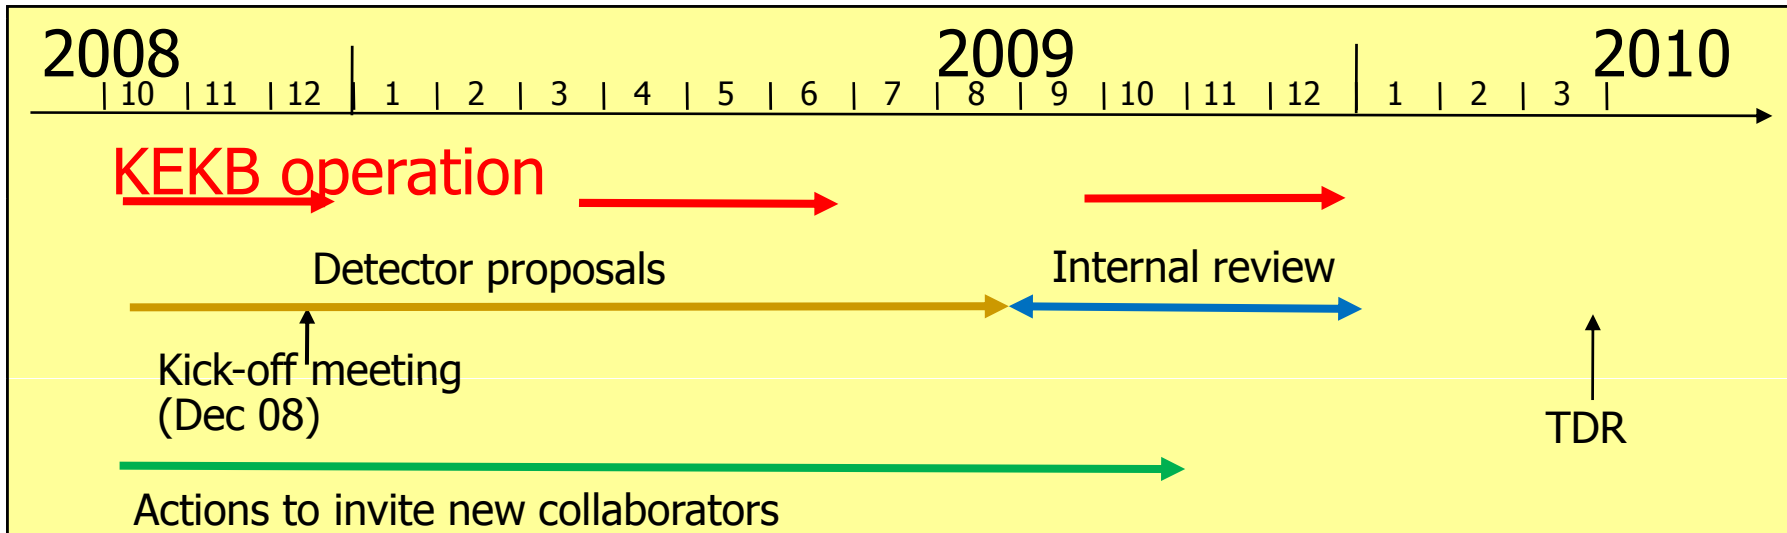 2008 2009 2010
10 11 12 1 2 3 4 5 6 7 8 9 10 11 12 1 2 3
KEKB operation
Detector proposals
Internal review
Kick-off meeting
(Dec 08)
TDR
Actions to invite new collaborators